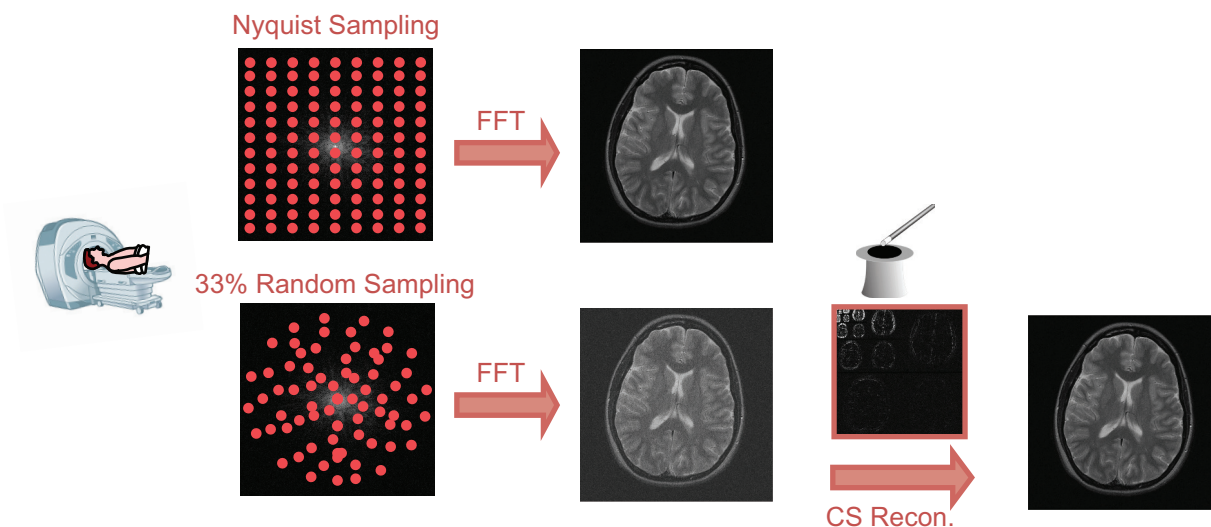 Nyquist Sampling
FFT
33% Random Sampling
FFT
CS Recon.